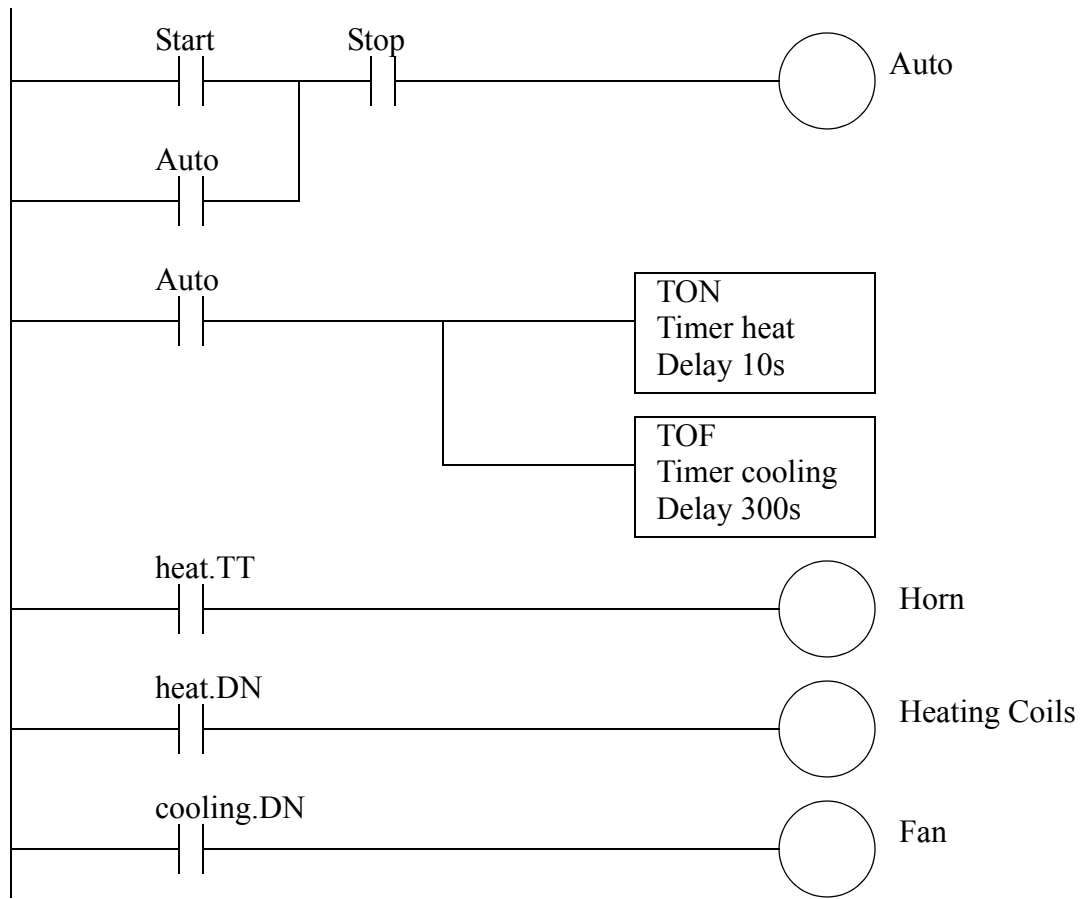 Start
Stop
Auto
Auto
Auto
TON
Timer heat
Delay 10s
TOF
Timer cooling
Delay 300s
heat.TT
Horn
heat.DN
Heating Coils
cooling.DN
Fan